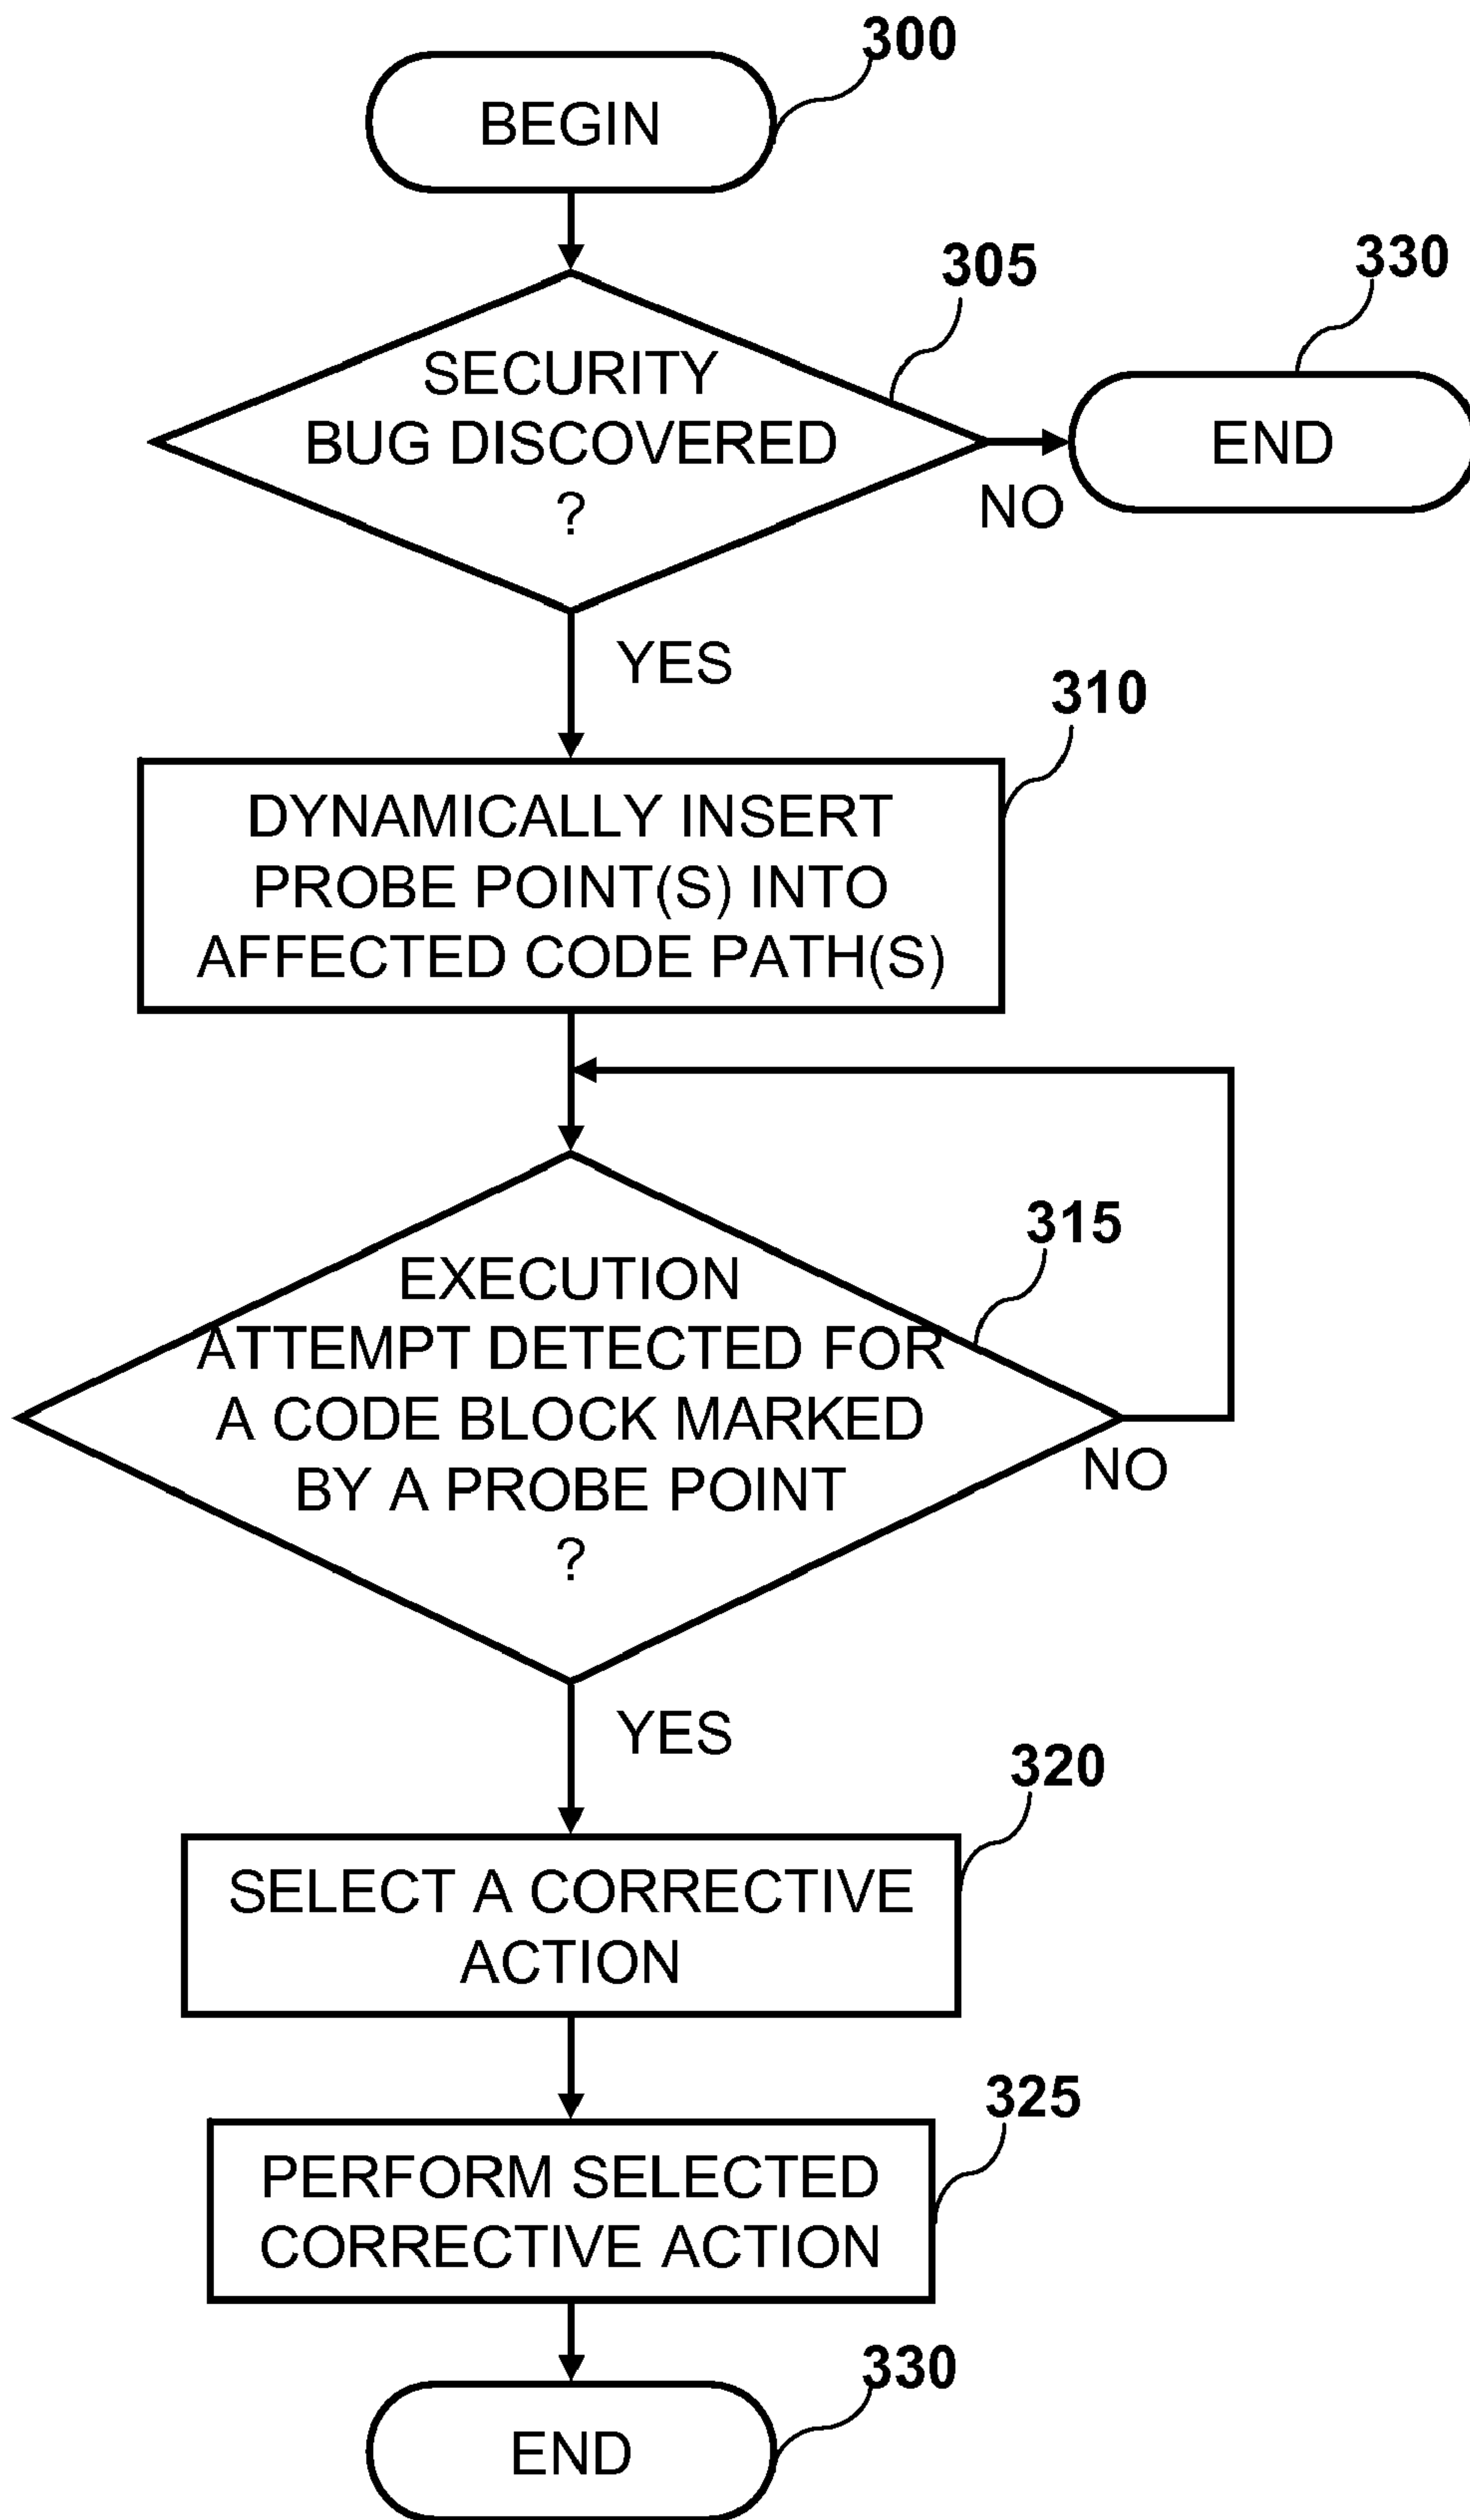 300
BEGIN
305
330
SECURITY
BUG DISCOVERED
?
END
NO
YES
310
DYNAMICALLY INSERT
PROBE POINT(S) INTO
AFFECTED CODE PATH(S)
315
EXECUTION
ATTEMPT DETECTED FOR
A CODE BLOCK MARKED
BY A PROBE POINT
?
NO
YES
320
SELECT A CORRECTIVE
ACTION
325
PERFORM SELECTED
CORRECTIVE ACTION
330
END